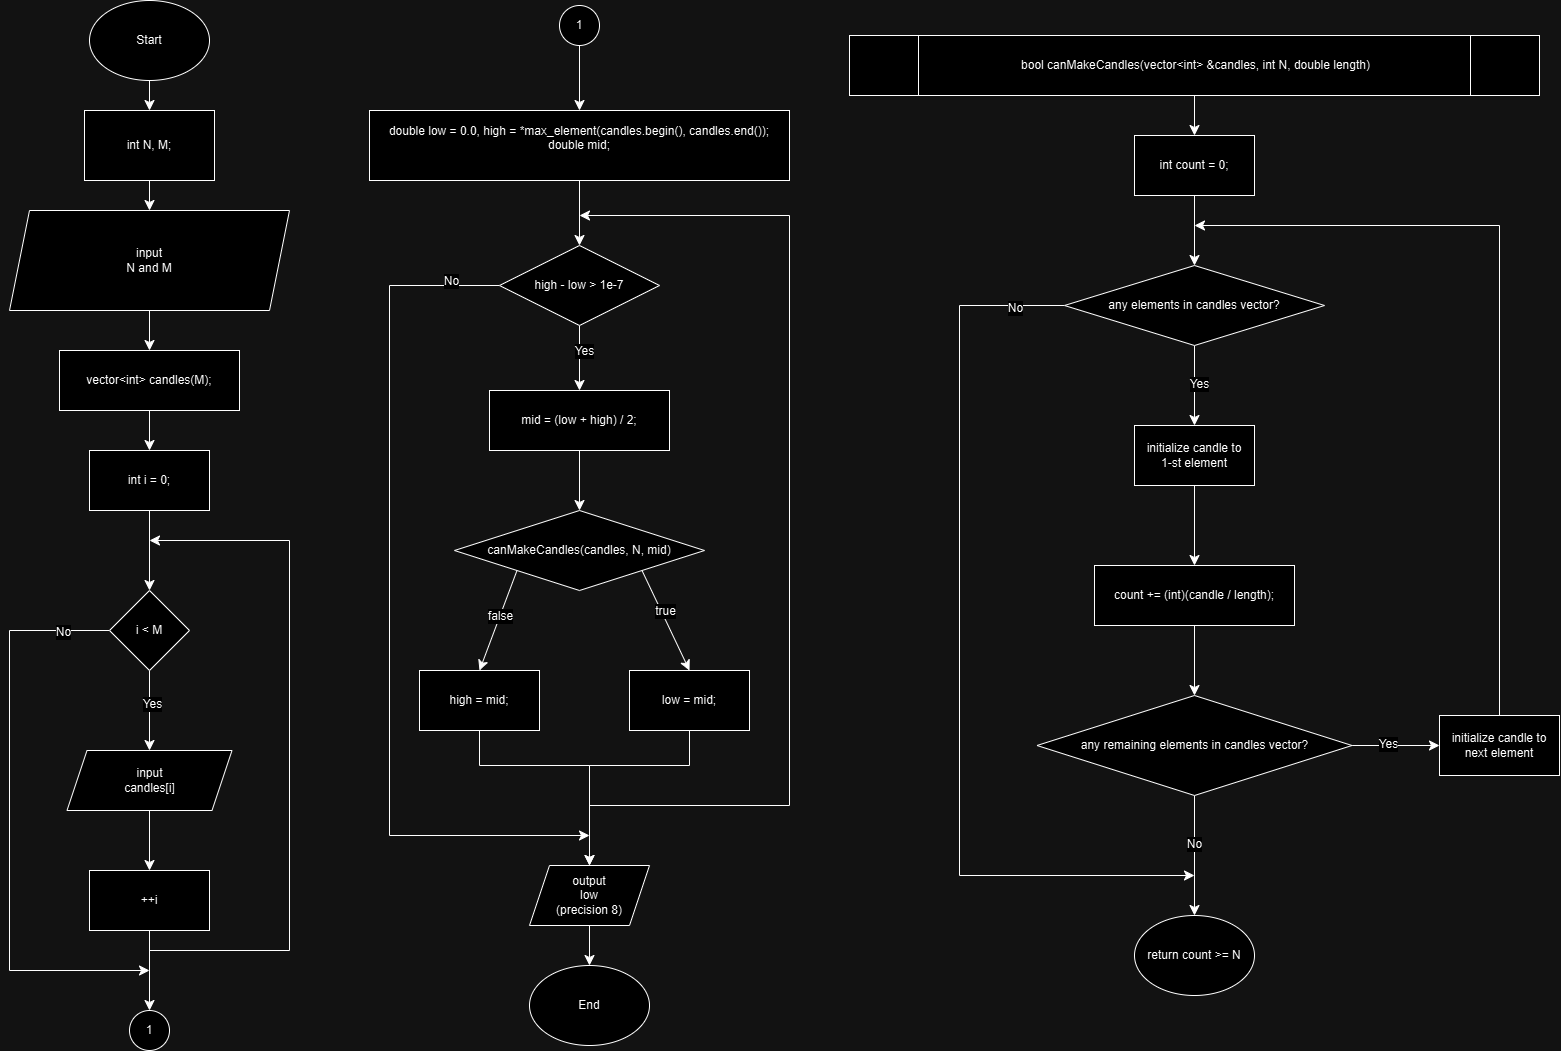 Start
int N, M;
input
N and M
vector<int> candles(M);
int i = 0;
i < M
No
Yes
input
candles[i]
++i
1
1
double low = 0.0, high = *max_element(candles.begin(), candles.end());
double mid;
high - low > 1e-7
No
Yes
mid = (low + high) / 2;
canMakeCandles(candles, N, mid)
false
true
high = mid;
low = mid;
output
low
(precision 8)
End
bool canMakeCandles(vector<int> &candles, int N, double length)
int count = 0;
any elements in candles vector?
No
Yes
initialize candle to
1-st element
count += (int)(candle / length);
any remaining elements in candles vector?
Yes
initialize candle to
next element
No
return count >= N